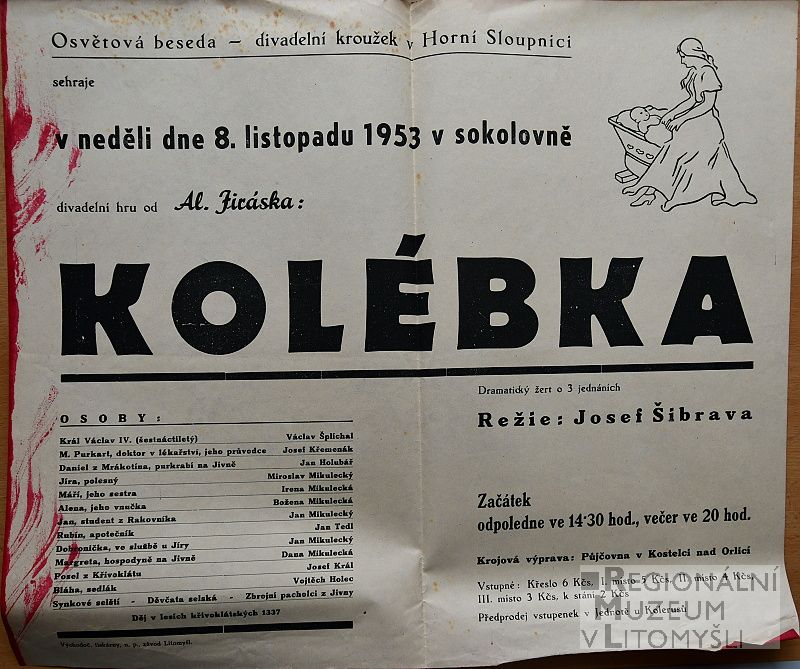 Osvětová beseda – divadelní kroužek v Horní Sloupnici
sehraje
v neděli dne 8. listopadu 1953 v sokolovně
divadelní hru od Al. Jiráska:
KOLÉBKA
Dramatický žert o 3 jednáních
Režie: Josef Šibrava
OSOBY:
Král Václav IV. (šestnáctiletý) Václav Šplíchal
M. Purkart, doktor v lékařství, jeho průvodce Josef Křemenák
Daniel z Mrákotína, purkrabí na Jivně Jan Holubář
Jíra, polesný Miroslav Mikulecký
Máří, jeho sestra Irena Mikulecká
Alena, jeho vnučka Božena Mikulecká
Jan, student z Rakovníka Jan Mikulecký
Rubín, apotečník Jan Tedl
Dobronička, ve službě u Jíry Jan Mikulecký
Margreta, hospodyně na Jivně Dana Mikulecká
Posel z Křivoklátu Josef Král
Bláha, sedlák Vojtěch Holec
Synkové selští - Děvčata selská - Zbrojní pacholci z Jivny
Děj v lesích křivoklátských 1337
Východoč. tiskárny, n. p., závod Litomyšl.
Začátek
odpoledne ve 14·30 hod., večer ve 20 hod.
Krojová výprava: Půjčovna v Kostelci nad Orlicí
Vstupné: Křeslo 6 Kčs, I. místo 5 Kčs, II. místo 4 Kčs,
III. místo 3 Kčs, k stání 2 Kčs
Předprodej vstupenek v Jednotě u Kolerusů
REGIONÁLNÍ
MUZEUM
V LITOMYŠLI